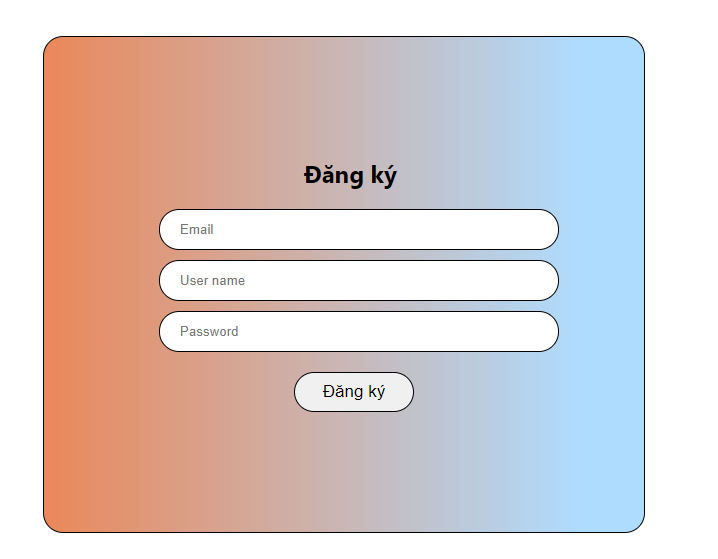 Đăng ký
Email
User name
Password
Đăng ký